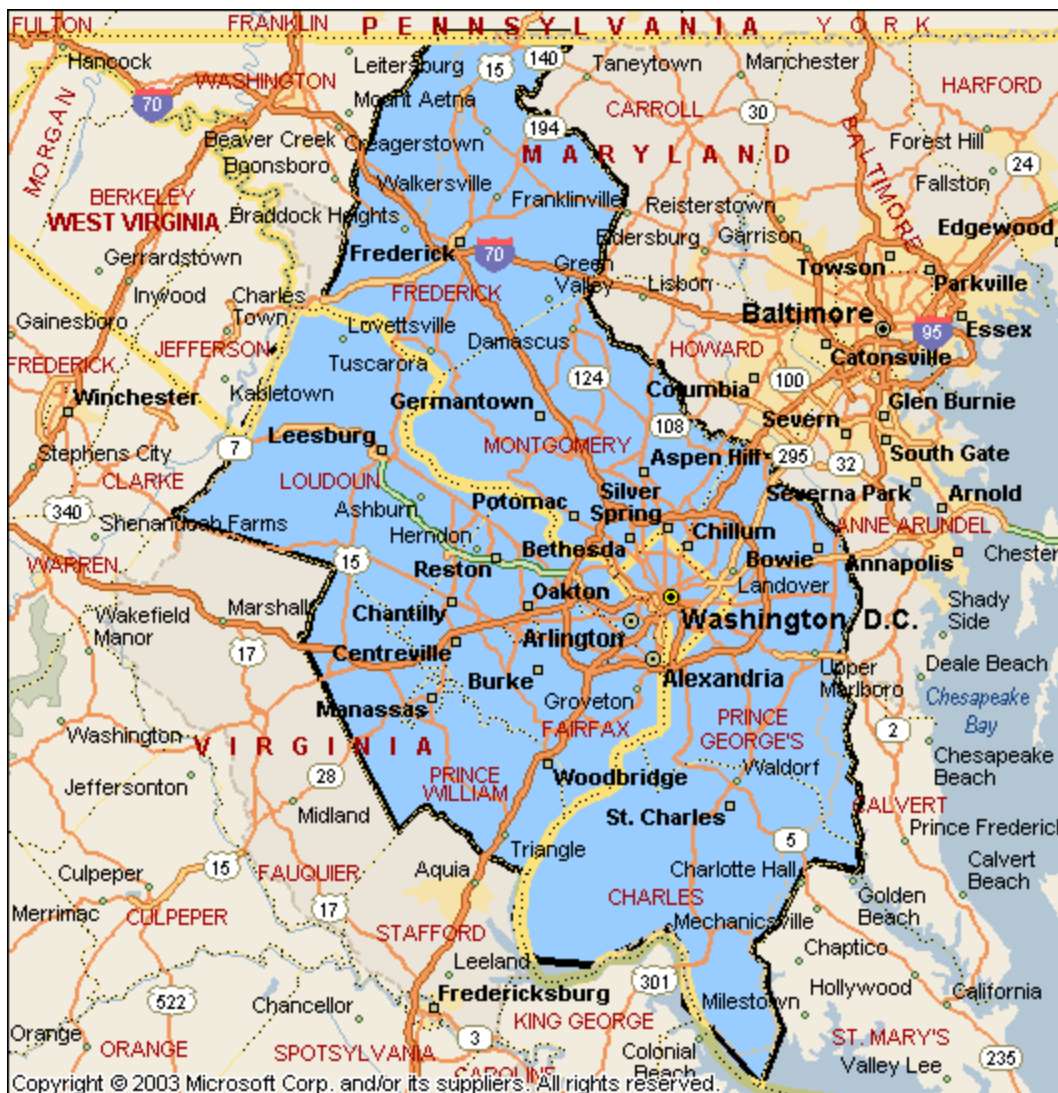 PENNSYLVANIA
FULTON
FRANKLIN
YORK
Hancock
Leitersburg
15
140
Taneytown
Manchester
HARFORD
70
WASHINGTON
Mount Aetna
CARROLL
30
MORGAN
Beaver Creek
Creagerstown
194
MARYLAND
BALTIMORE
Forest Hill
24
Boonsboro
Walkersville
Franklinville
Fallston
BERKELEY
WEST VIRGINIA
Braddock Heights
Reisterstown
Eldersburg
Garrison
Edgewood
Gerrardstown
Frederick
70
Green
Valley
Towson
Parkville
Inwood
Charles
Town
FREDERICK
Lisbon
Baltimore
95
Essex
Gainesboro
JEFFERSON
Lovettsville
Damascus
HOWARD
Catonsville
FREDERICK
Tuscarora
124
Columbia
100
Winchester
Kabletown
Germantown
Glen Burnie
7
Leesburg
MONTGOMERY
108
Severn
Stephens City
Aspen Hill
295
32
South Gate
CLARKE
LOUDOUN
Potomac
Silver
Spring
Severna Park
Arnold
340
Shenandoah Farms
Ashburn
Herndon
Chillum
ANNE ARUNDEL
WARREN
15
Bethesda
Bowie
Annapolis
Chester
Reston
Landover
Wakefield
Manor
Marshall
Chantilly
Oakton
Washington D.C.
Shady
Side
17
Centreville
Arlington
Upper
Marlboro
Deale Beach
Burke
Alexandria
Chesapeake
Bay
Manassas
Groveton
2
Washington
VIRGINIA
FAIRFAX
PRINCE
GEORGE'S
Chesapeake
Beach
Jeffersonton
28
PRINCE
WILLIAM
Woodbridge
Waldorf
Midland
St. Charles
CALVERT
Prince Frederick
15
FAUQUIER
Triangle
5
Culpeper
Aquia
Charlotte Hall
Calvert
Beach
Merrimac
CULPEPER
17
CHARLES
Golden
Beach
STAFFORD
Mechanicsville
Chaptico
Leeland
522
Chancellor
Fredericksburg
301
Milestown
Hollywood
California
Orange
ORANGE
SPOTSYLVANIA
3
KING GEORGE
Colonial
Beach
ST. MARY'S
Valley Lee
235
CAROLINE
Copyright © 2003 Microsoft Corp. and/or its suppliers. All rights reserved.